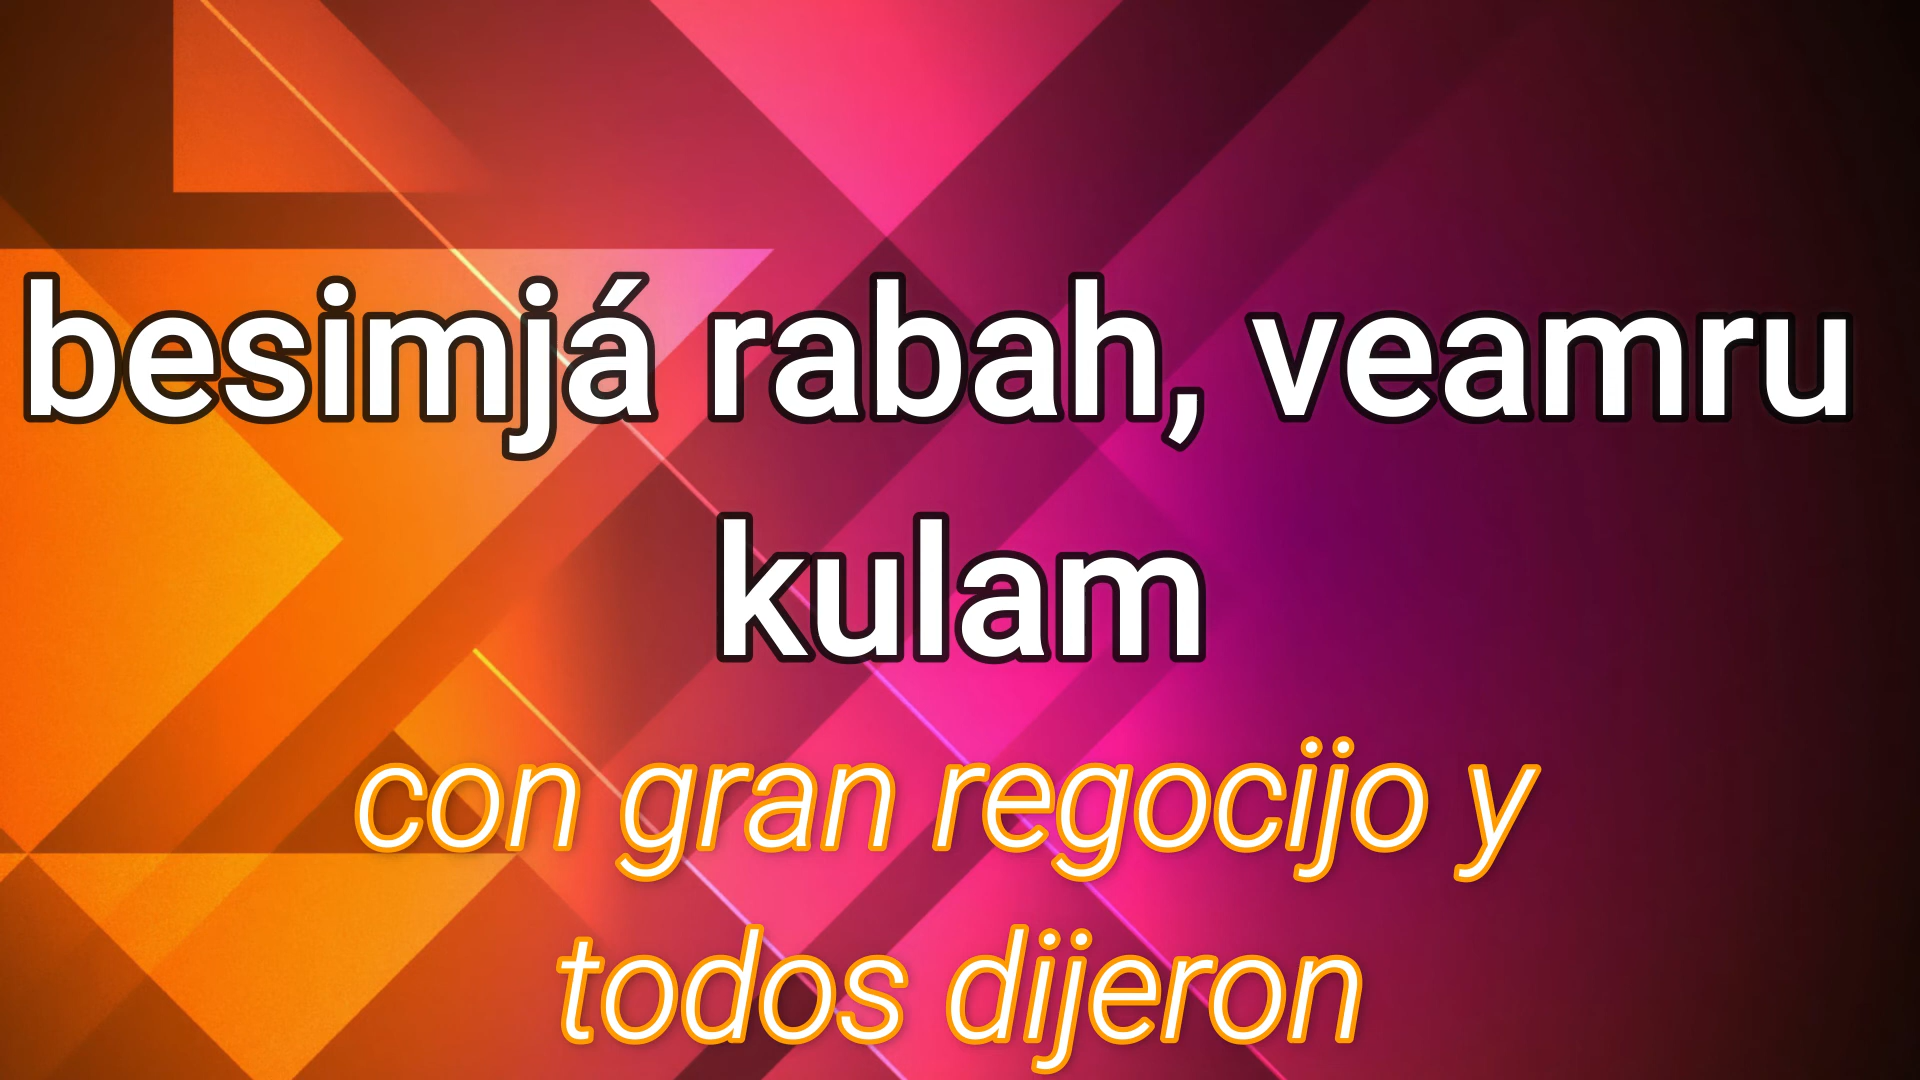 besimjá rabah, veamru
kulam
con gran regocijo y
todos dijeron